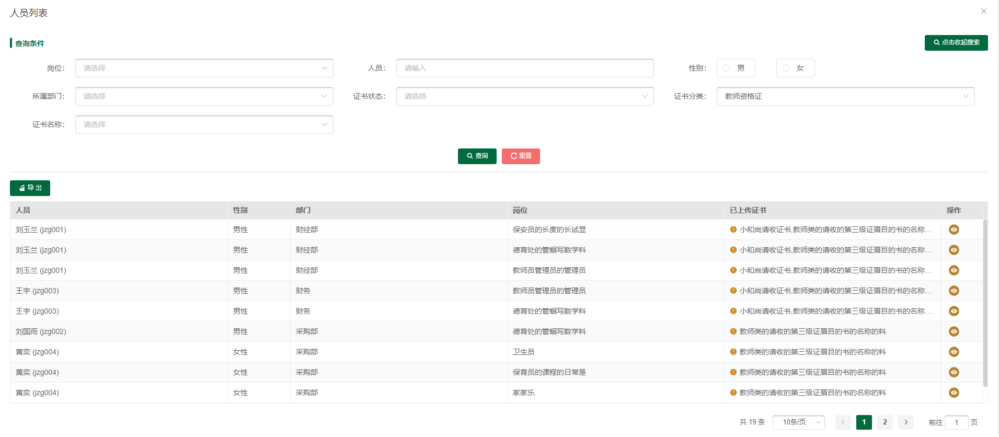 人员列表
查询条件
点击收起搜索
岗位： 请选择 人员： 请输入 性别： 男 女
所属部门： 请选择 证书状态： 请选择 证书分类： 教师资格证
证书名称： 请选择
查询 重置
导 出
人员 性别 部门 岗位 已上传证书 操作
刘玉兰 (jzg001) 男性 财经部 保安员的长度的长试显 小和尚请收证书,教师类的请收的第三级证眉目的书的名称...
刘玉兰 (jzg001) 男性 财经部 德育处的管蛔写数学料 小和尚请收证书,教师类的请收的第三级证眉目的书的名称...
刘玉兰 (jzg001) 男性 财经部 教师员管理员的管理员 小和尚请收证书,教师类的请收的第三级证眉目的书的名称...
王宇 (jzg003) 男性 财务 教师员管理员的管理员 小和尚请收证书,教师类的请收的第三级证眉目的书的名称...
王宇 (jzg003) 男性 财务 德育处的管蛔写数学料 小和尚请收证书,教师类的请收的第三级证眉目的书的名称...
刘国雨 (jzg002) 男性 采购部 德育处的管蛔写数学料 教师类的请收的第三级证眉目的书的名称的料
黄奕 (jzg004) 女性 采购部 卫生员 教师类的请收的第三级证眉目的书的名称的料
黄奕 (jzg004) 女性 采购部 保育员的课程的日常是 教师类的请收的第三级证眉目的书的名称的料
黄奕 (jzg004) 女性 采购部 家家乐 教师类的请收的第三级证眉目的书的名称的料
共 19 条 10条/页 1 2 前往 1 页